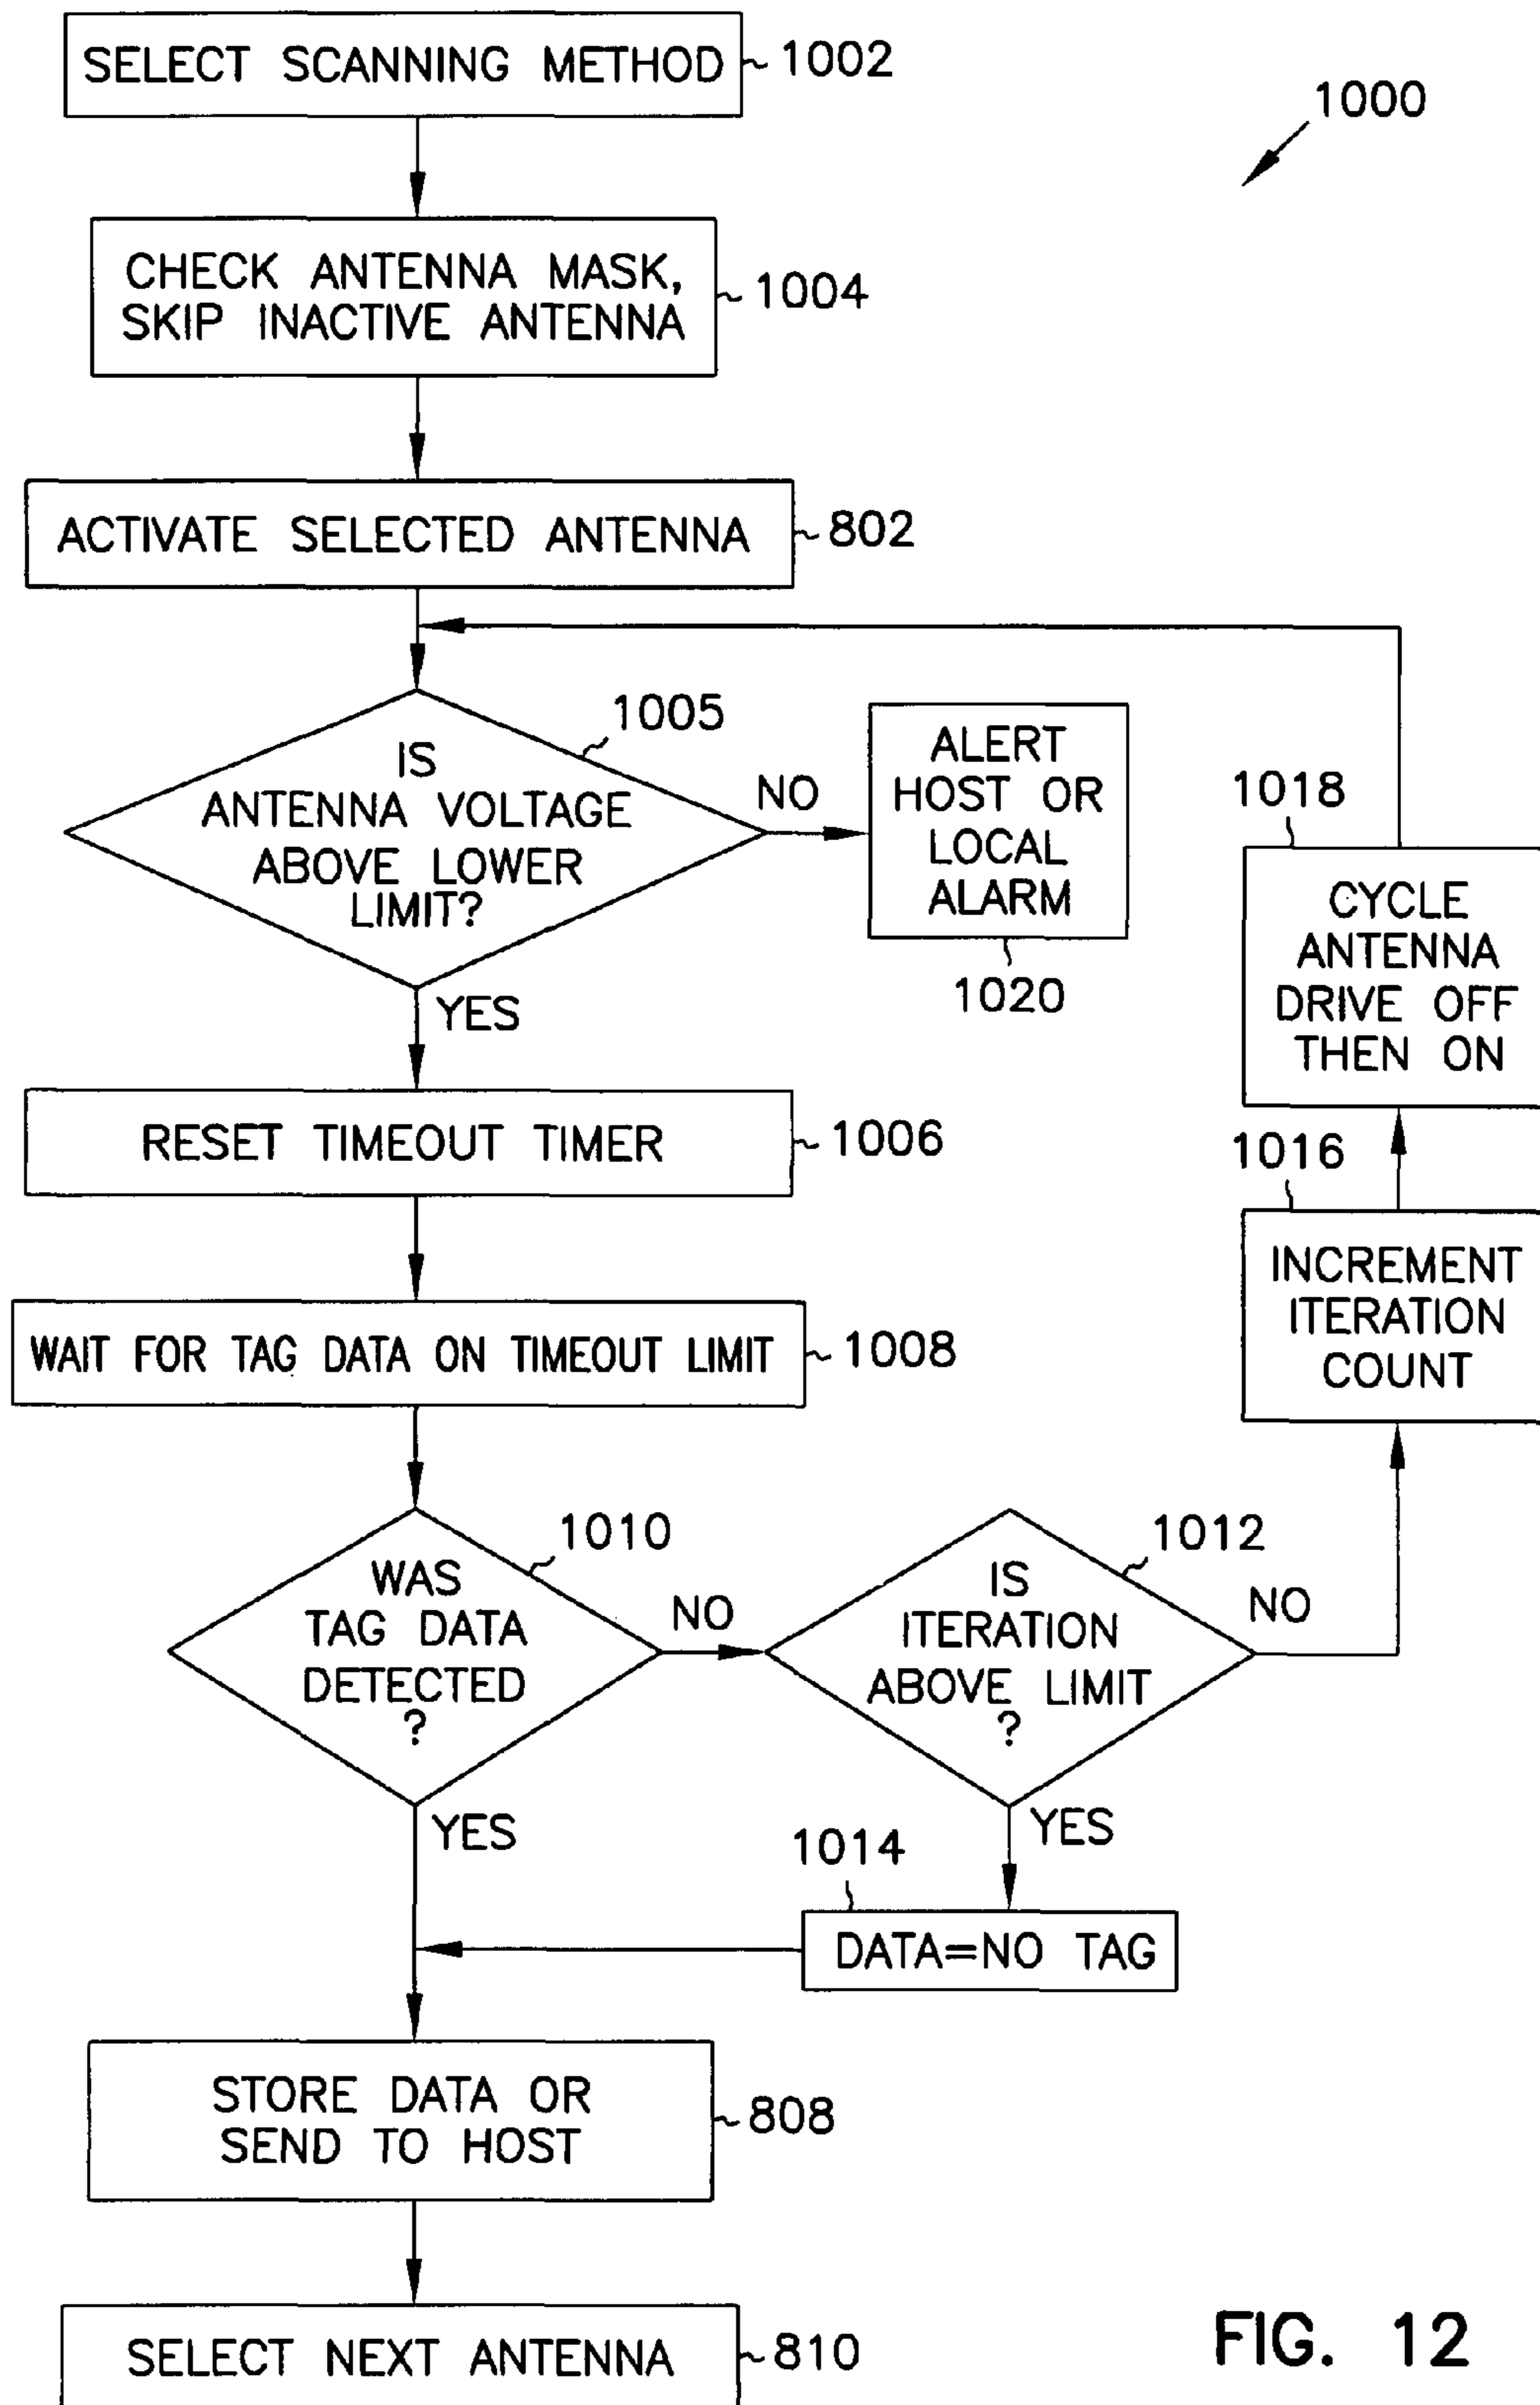 SELECT SCANNING METHOD
1002
1000
CHECK ANTENNA MASK,
SKIP INACTIVE ANTENNA
1004
ACTIVATE SELECTED ANTENNA
802
1005
IS
ANTENNA VOLTAGE
ABOVE LOWER
LIMIT?
NO
YES
ALERT
HOST OR
LOCAL
ALARM
1020
1018
CYCLE
ANTENNA
DRIVE OFF
THEN ON
RESET TIMEOUT TIMER
1006
1016
INCREMENT
ITERATION
COUNT
WAIT FOR TAG DATA ON TIMEOUT LIMIT
1008
1010
WAS
TAG DATA
DETECTED
?
NO
YES
1012
IS
ITERATION
ABOVE LIMIT
?
NO
YES
1014
DATA=NO TAG
STORE DATA OR
SEND TO HOST
808
SELECT NEXT ANTENNA
810
FIG. 12